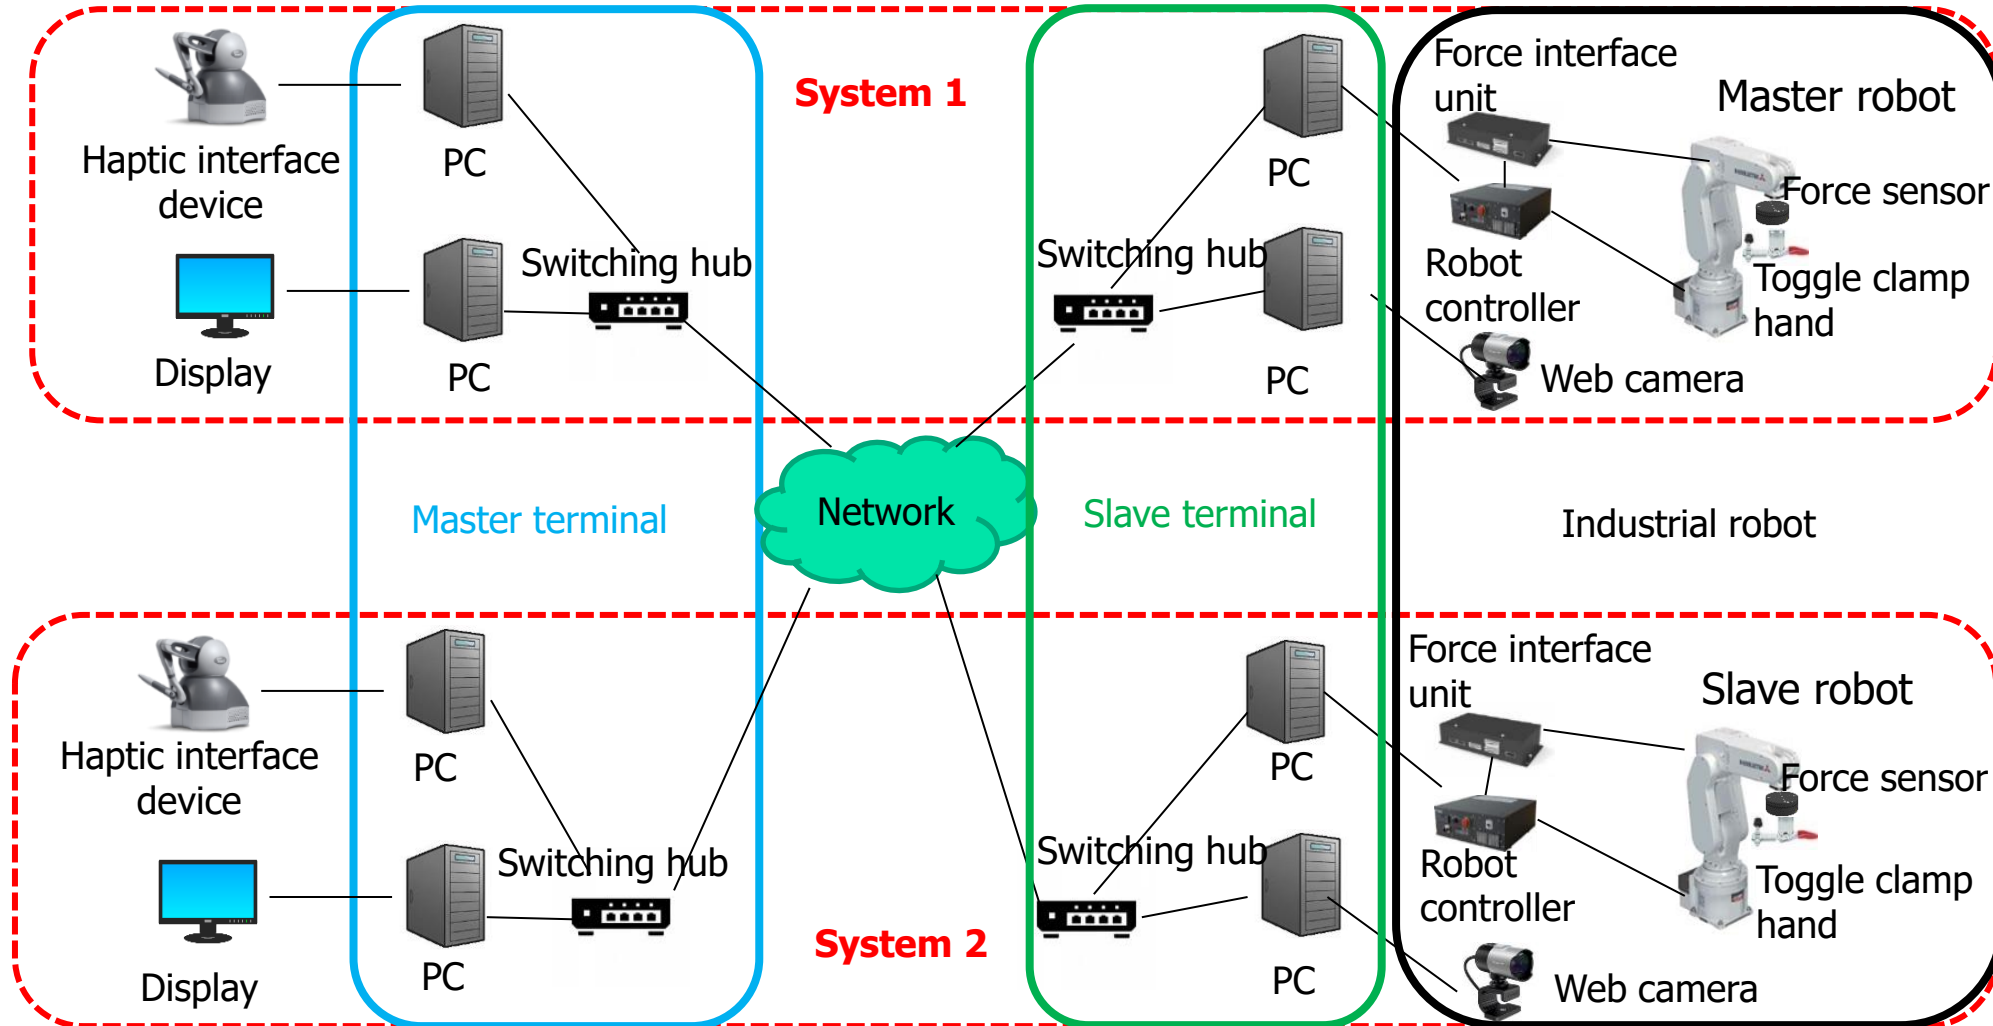 System 1
Haptic interface
device
Display
PC
PC
Switching hub
Switching hub
PC
PC
Force interface
unit
Master robot
Force sensor
Robot
controller
Toggle clamp
hand
Web camera
Master terminal
Network
Slave terminal
Industrial robot
Haptic interface
device
Display
PC
PC
Switching hub
System 2
Switching hub
PC
PC
Force interface
unit
Slave robot
Force sensor
Robot
controller
Toggle clamp
hand
Web camera